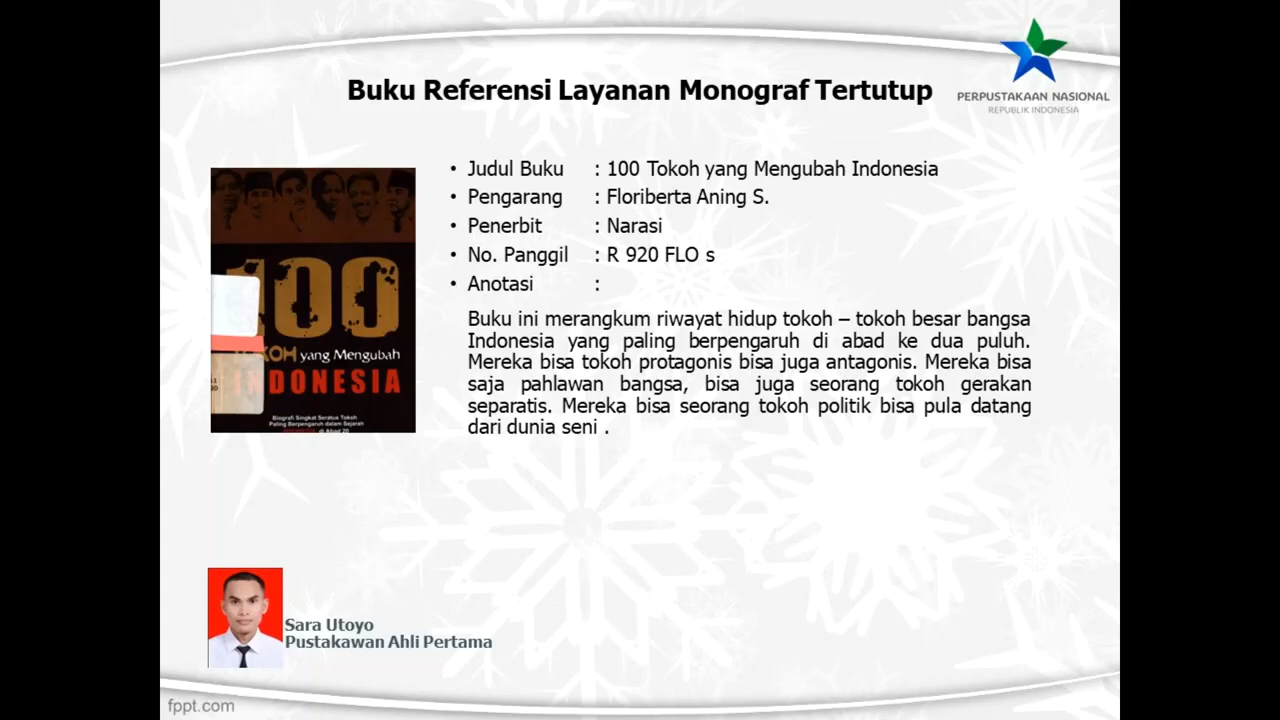 Buku Referensi Layanan Monograf Tertutup
PERPUSTAKAAN NASIONAL
REPUBLIK INDONESIA
• Judul Buku : 100 Tokoh yang Mengubah Indonesia
• Pengarang : Floriberta Aning S.
• Penerbit : Narasi
• No. Panggil : R 920 FLO s
• Anotasi :
Buku ini merangkum riwayat hidup tokoh – tokoh besar bangsa
Indonesia yang paling berpengaruh di abad ke dua puluh.
Mereka bisa tokoh protagonis bisa juga antagonis. Mereka bisa
saja pahlawan bangsa, bisa juga seorang tokoh gerakan
separatis. Mereka bisa seorang tokoh politik bisa pula datang
dari dunia seni .
100
yang Mengubah
INDONESIA
Biografi Singkat Seratus Tokoh
Paling Berpengaruh dalam Sejarah
di Abad 20
Sara Utoyo
Pustakawan Ahli Pertama
fppt.com